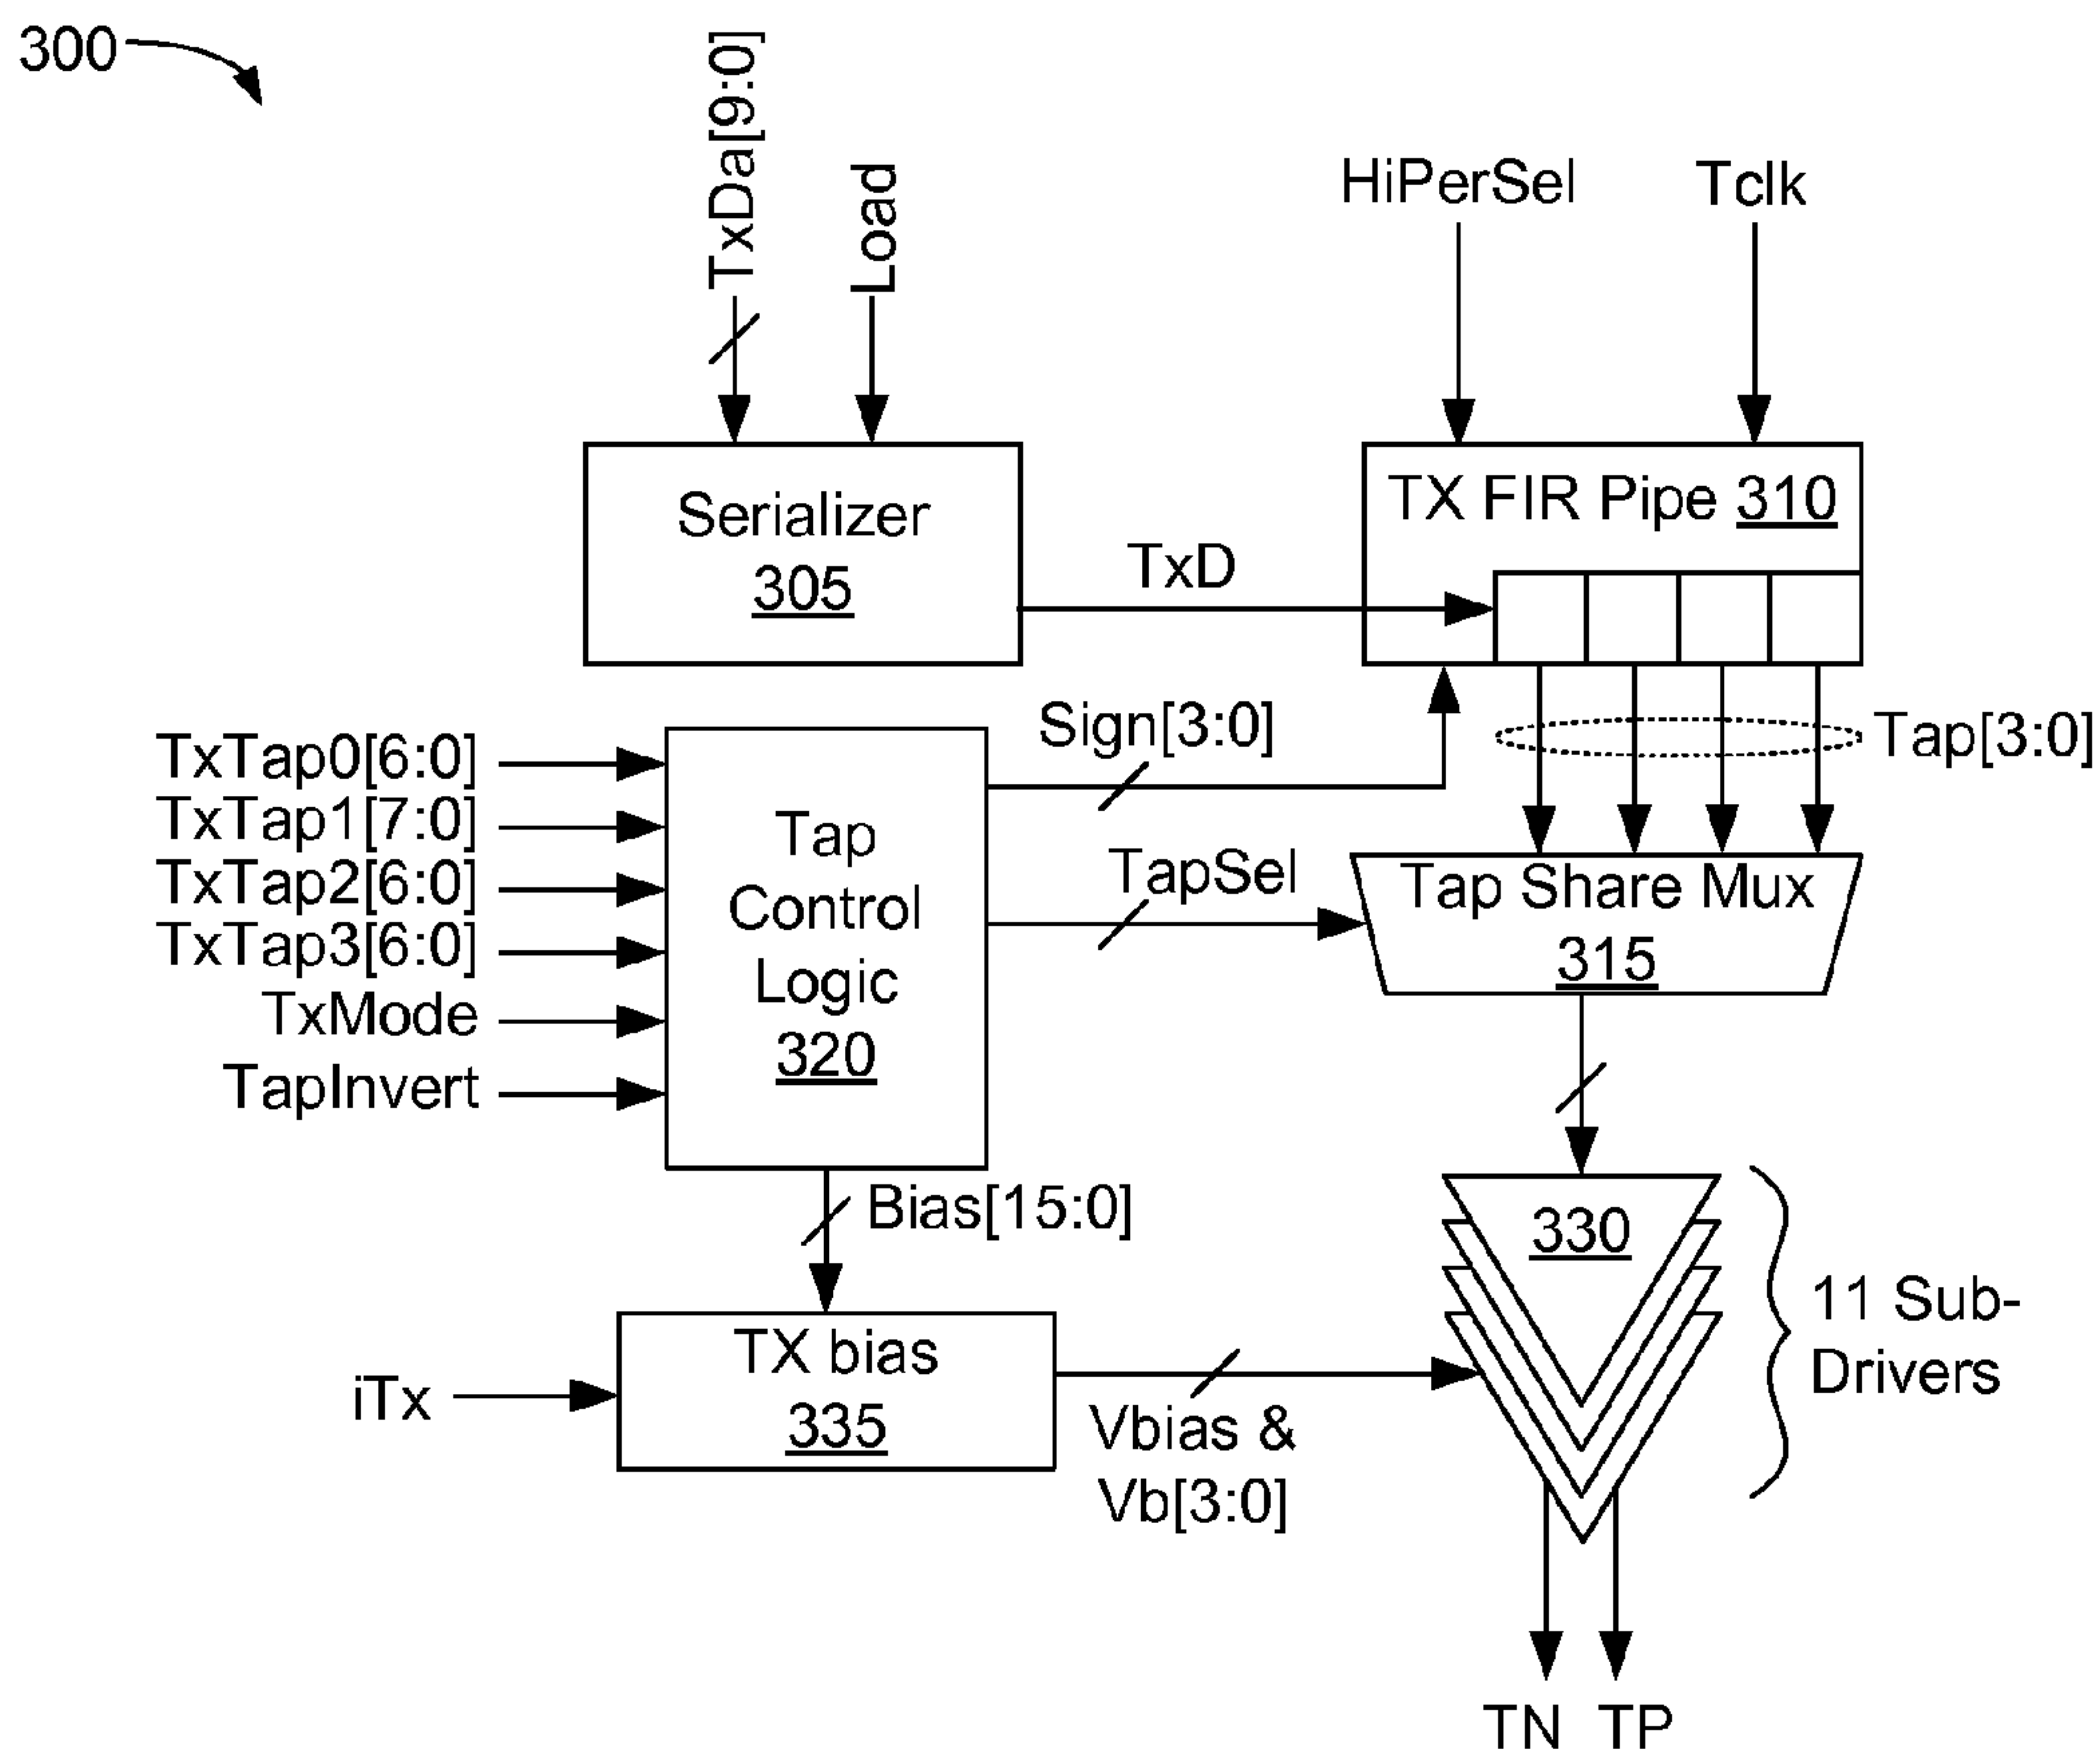 300
TxDa[9:0]
Load
HiPerSel
Tclk
Serializer
305
TX FIR Pipe 310
TxD
TxTap0[6:0]
TxTap1[7:0]
TxTap2[6:0]
TxTap3[6:0]
TxMode
TapInvert
Tap
Control
Logic
320
Sign[3:0]
TapSel
Tap[3:0]
Tap Share Mux
315
Bias[15:0]
330
11 Sub-
Drivers
iTx
TX bias
335
Vbias &
Vb[3:0]
TN
TP